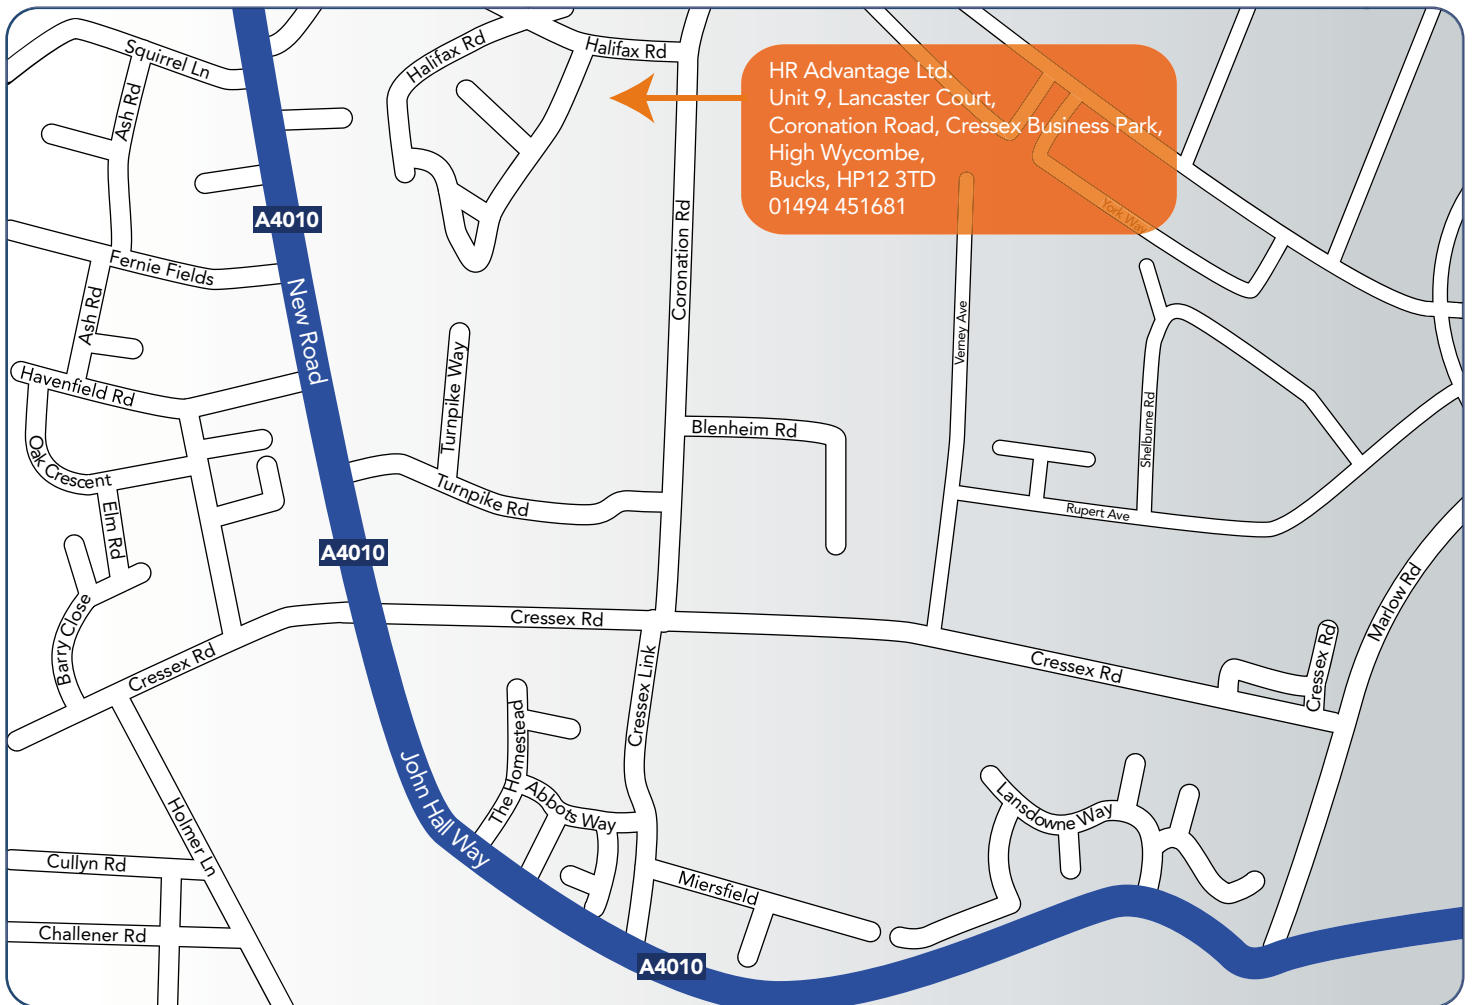 Squirrel Ln
Halifax Rd
Halifax Rd
HR Advantage Ltd.
Unit 9, Lancaster Court,
Coronation Road, Cressex Business Park,
High Wycombe,
Bucks, HP12 3TD
01494 451681
Ash Rd
York Way
A4010
Coronation Rd
Fernie Fields
Ash Rd
New Road
Verney Ave
Turnpike Way
Havenfield Rd
Shelburne Rd
Blenheim Rd
Oak Crescent
Turnpike Rd
Elm Rd
Rupert Ave
A4010
Marlow Rd
Barry Close
Cressex Rd
Cressex Rd
Cressex Link
Cressex Rd
Cressex Rd
The Homestead
John Hall Way
Abbots Way
Lansdowne Way
Holmer Ln
Cullyn Rd
Miersfield
Challener Rd
A4010